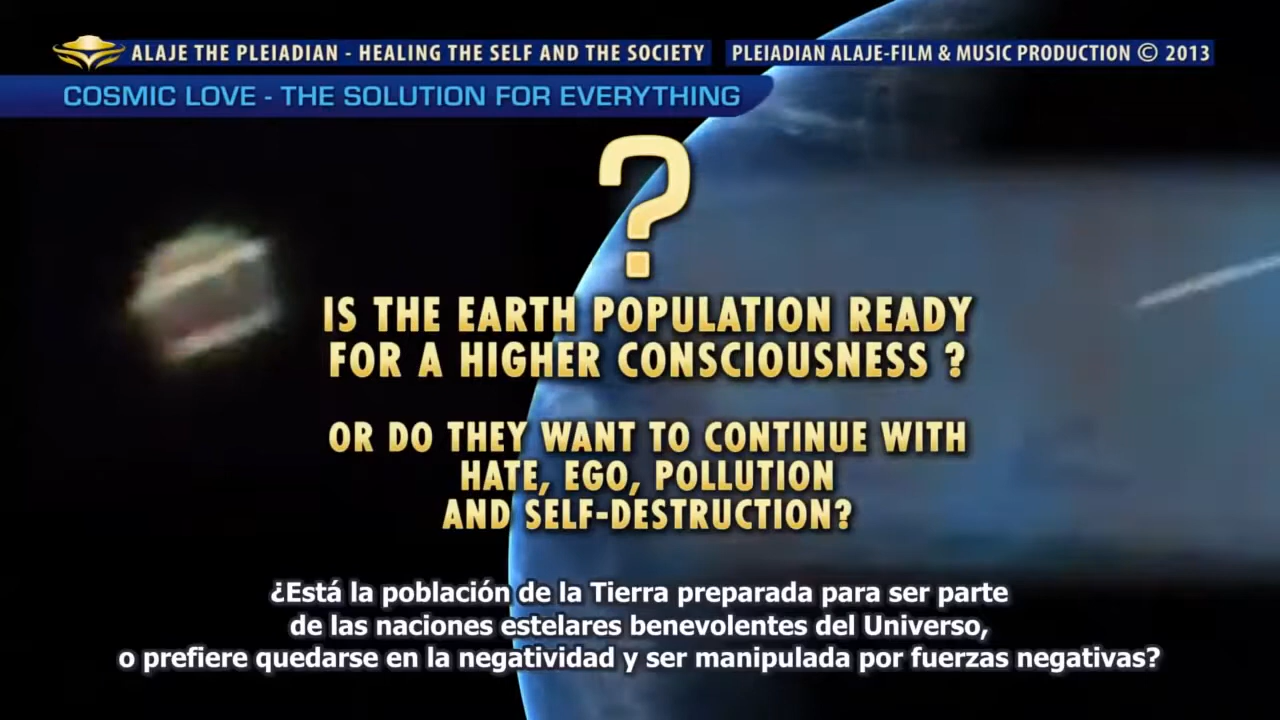 ALAJE THE PLEIADIAN - HEALING THE SELF AND THE SOCIETY PLEIADIAN ALAJE-FILM & MUSIC PRODUCTION © 2013
COSMIC LOVE - THE SOLUTION FOR EVERYTHING
?
IS THE EARTH POPULATION READY
FOR A HIGHER CONSCIOUSNESS ?
OR DO THEY WANT TO CONTINUE WITH
HATE, EGO, POLLUTION
AND SELF-DESTRUCTION?
¿Está la población de la Tierra preparada para ser parte
de las naciones estelares benevolentes del Universo,
o prefiere quedarse en la negatividad y ser manipulada por fuerzas negativas?